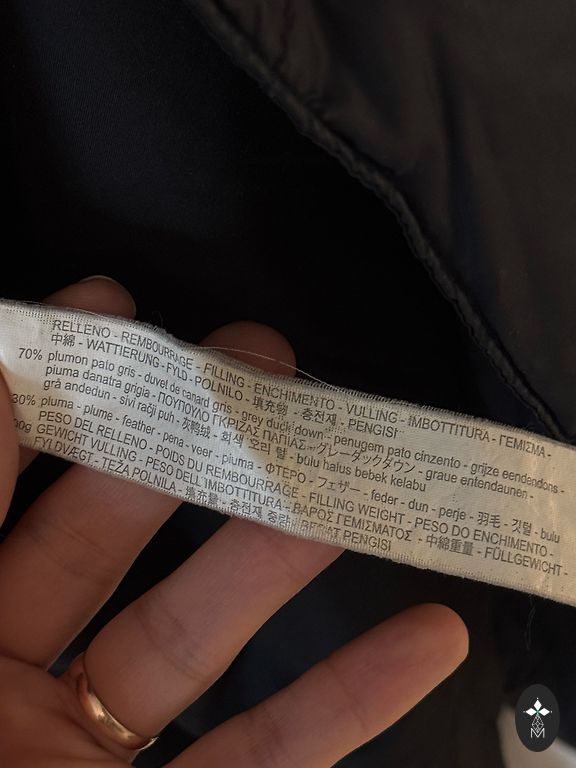 RELLENO - REMBOURRAGE - FILLING - ENCHIMENTO - VULLING - IMBOTTITURA - ΓΕΜΙΣΜΑ -
中綿 - WATTIERUNG - FYLD - POLNILO - 填充物 - 충전재 - PENGISI
70% plumon pato gris - duvet de canard gris - grey duck down - penugem pato cinzento - grijze eendendons -
piuma danatra grigia - ΠΟΥΠΟΥΛΟ ΓΚΡΙΖΑΣ ΠΑΠΙΑΣ - グレーダックダウン - graue entendaunen -
grå andedun - sivi račji puh - 灰鸭绒 - 회색 오리 털 - bulu halus bebek kelabu
30% pluma - plume - feather - pena - veer - piuma - ΦΤΕΡΟ - フェザー - feder - dun - perje - 羽毛 - 깃털 - bulu
PESO DEL RELLENO - POIDS DU REMBOURRAGE - FILLING WEIGHT - PESO DO ENCHIMENTO -
GEWICHT VULLING - PESO DELL'IMBOTTITURA - ΒΑΡΟΣ ΓΕΜΙΣΜΑΤΟΣ - 中綿重量 - FÜLLGEWICHT -
FYLDVÆGT - TEŽA POLNILA - 填充量 - 충전재 중량 - BERAT PENGISI
M